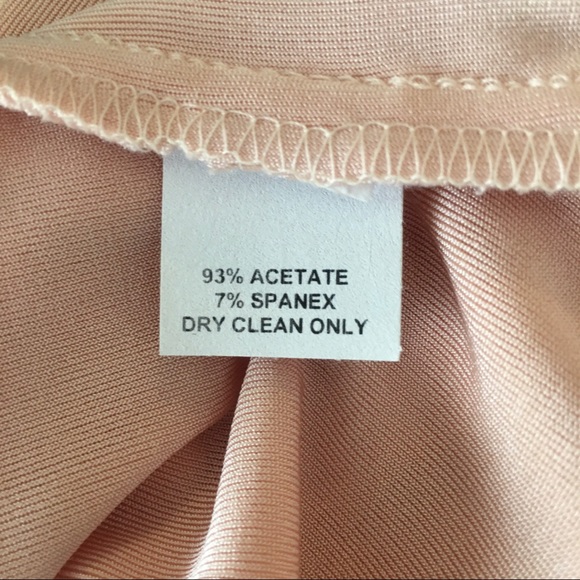 93% ACETATE
7% SPANEX
DRY CLEAN ONLY